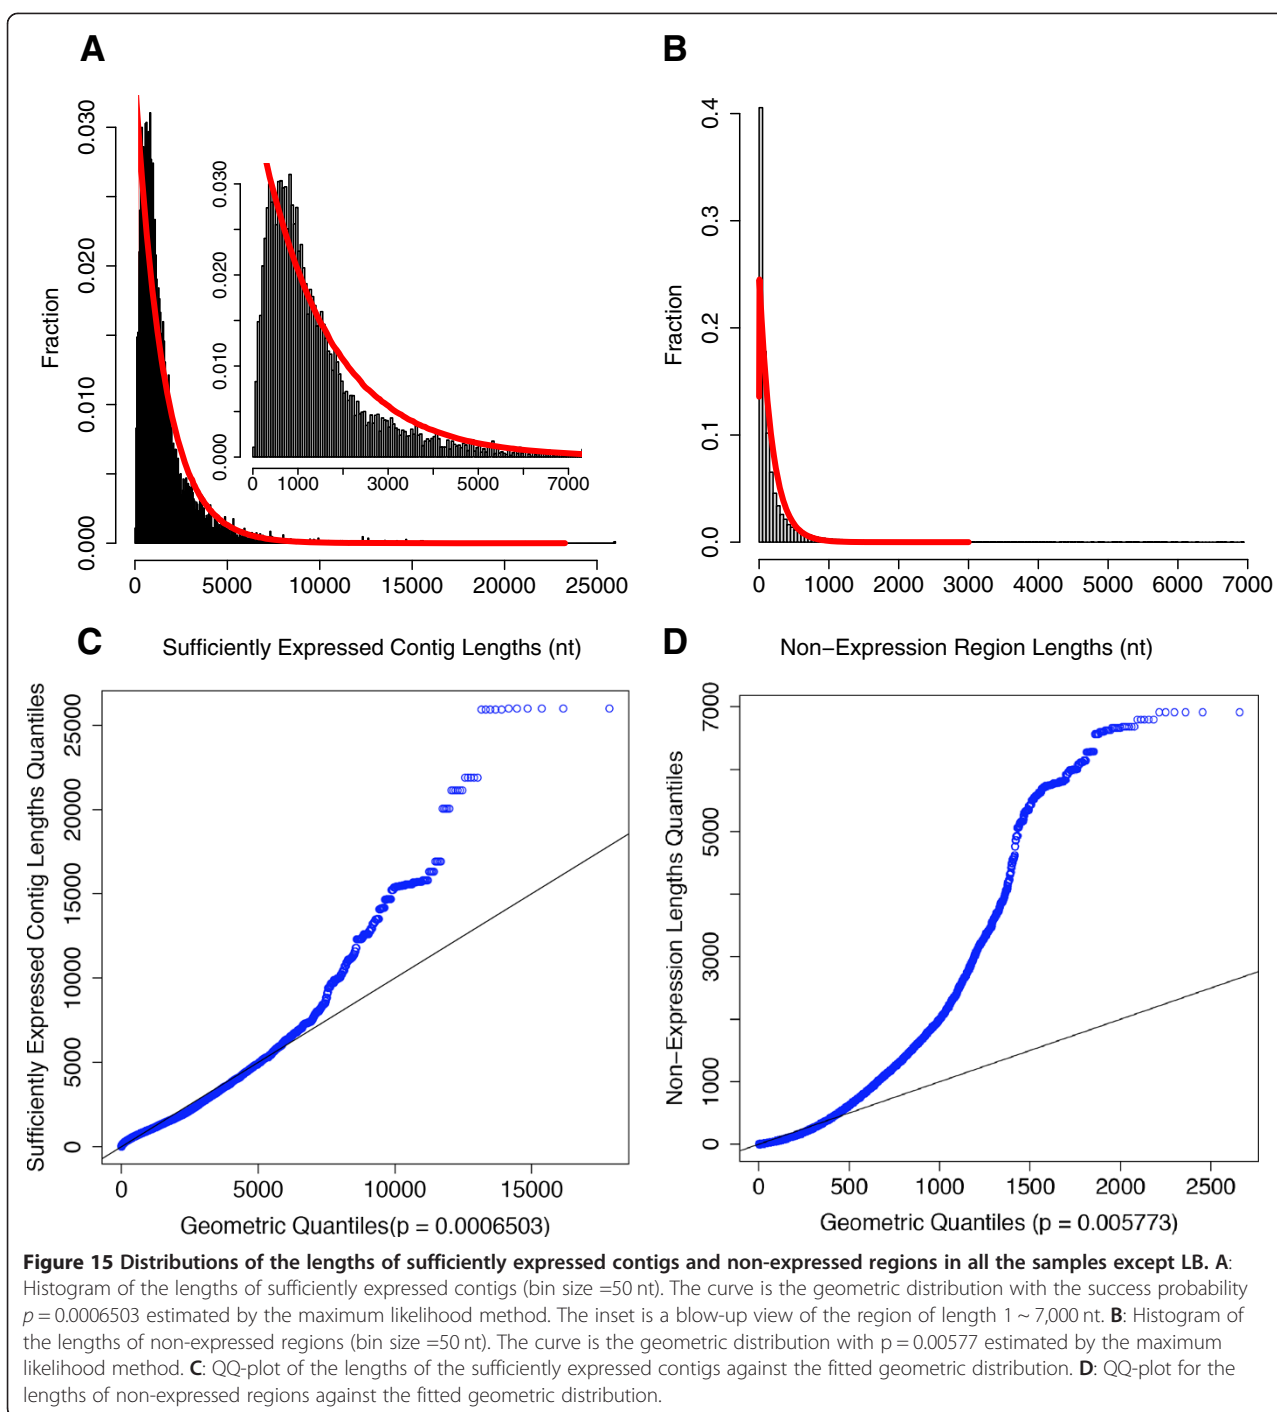 A
B
0.030
0.020
0.010
0.000
Fraction
0.030
0.020
0.010
0.000
0 1000 3000 5000 7000
0 5000 10000 15000 20000 25000
Sufficiently Expressed Contig Lengths (nt)
0.4
0.3
0.2
0.1
0.0
Fraction
0 1000 2000 3000 4000 5000 6000 7000
Non−Expression Region Lengths (nt)
C
D
25000
20000
15000
10000
5000
0
Sufficiently Expressed Contig Lengths Quantiles
0 5000 10000 15000
Geometric Quantiles(p = 0.0006503)
7000
5000
3000
1000
0
Non−Expression Lengths Quantiles
0 500 1000 1500 2000 2500
Geometric Quantiles (p = 0.005773)
Figure 15 Distributions of the lengths of sufficiently expressed contigs and non-expressed regions in all the samples except LB. A:
Histogram of the lengths of sufficiently expressed contigs (bin size =50 nt). The curve is the geometric distribution with the success probability
p = 0.0006503 estimated by the maximum likelihood method. The inset is a blow-up view of the region of length 1 ~ 7,000 nt. B: Histogram of
the lengths of non-expressed regions (bin size =50 nt). The curve is the geometric distribution with p = 0.00577 estimated by the maximum
likelihood method. C: QQ-plot of the lengths of the sufficiently expressed contigs against the fitted geometric distribution. D: QQ-plot for the
lengths of non-expressed regions against the fitted geometric distribution.